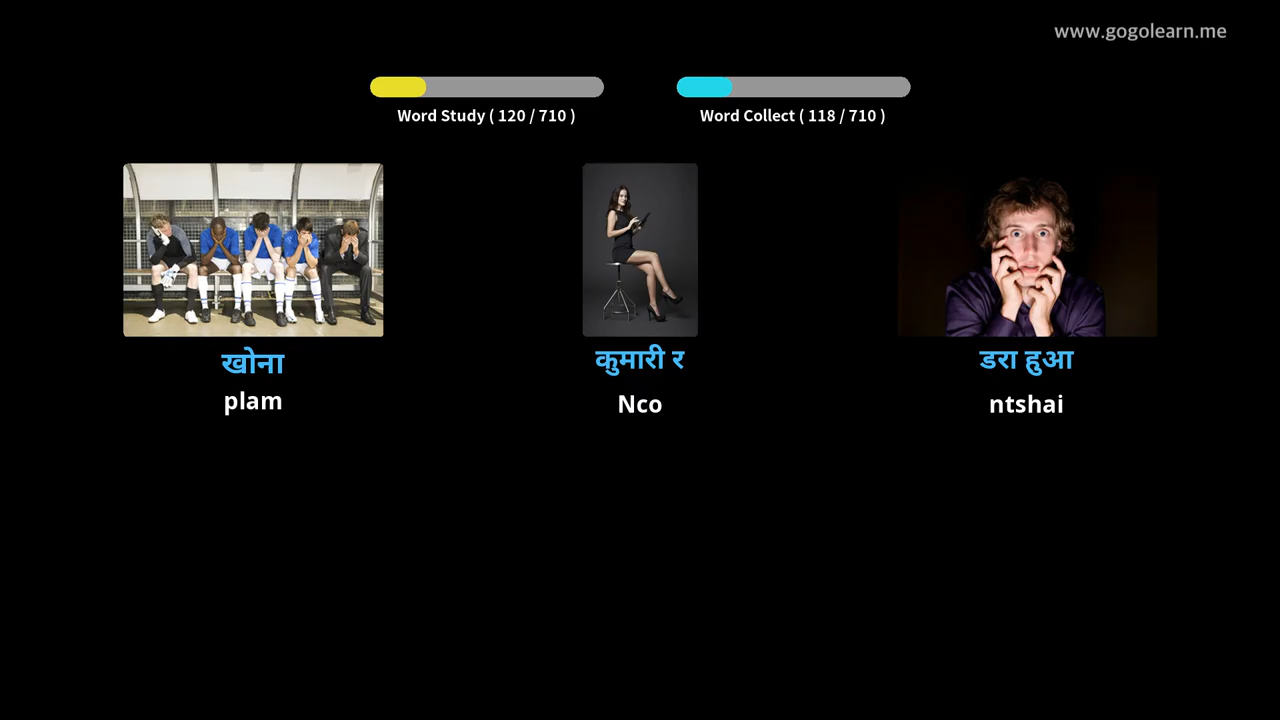 www.gogolearn.me
Word Study ( 120 / 710 )
Word Collect ( 118 / 710 )
खोना
कुमारी र
डरा हुआ
plam
Nco
ntshai